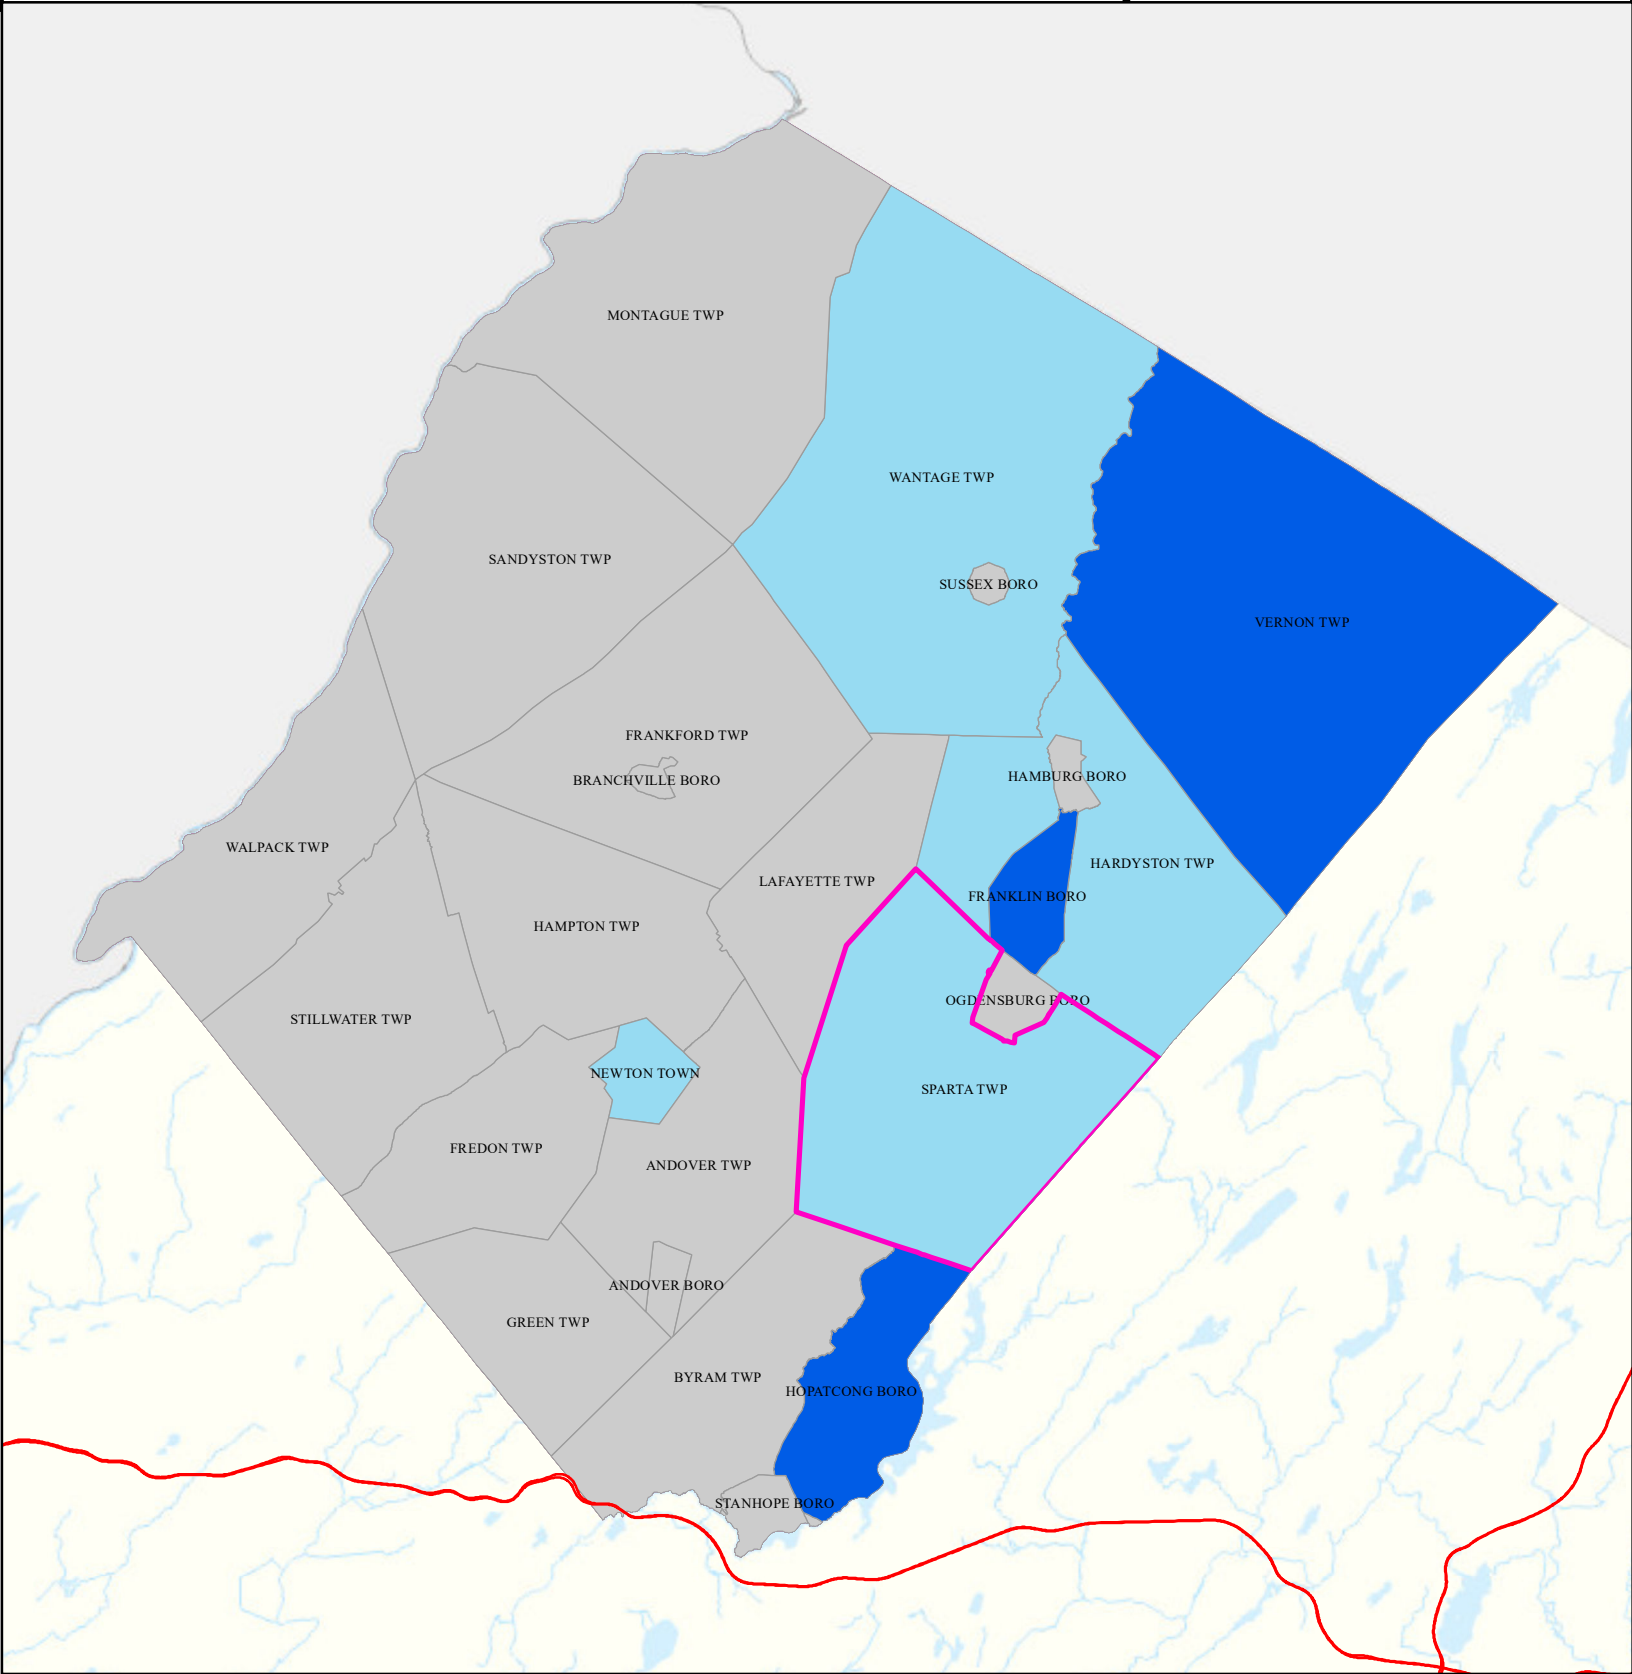 MONTAGUE TWP
WANTAGE TWP
SANDYSTON TWP
SUSSEX BORO
VERNON TWP
FRANKFORD TWP
BRANCHVILLE BORO
HAMBURG BORO
WALPACK TWP
HARDYSTON TWP
LAFAYETTE TWP
FRANKLIN BORO
HAMPTON TWP
OGDENSBURG BORO
STILLWATER TWP
NEWTON TOWN
SPARTA TWP
FREDON TWP
ANDOVER TWP
ANDOVER BORO
GREEN TWP
BYRAM TWP
HOPATCONG BORO
STANHOPE BORO